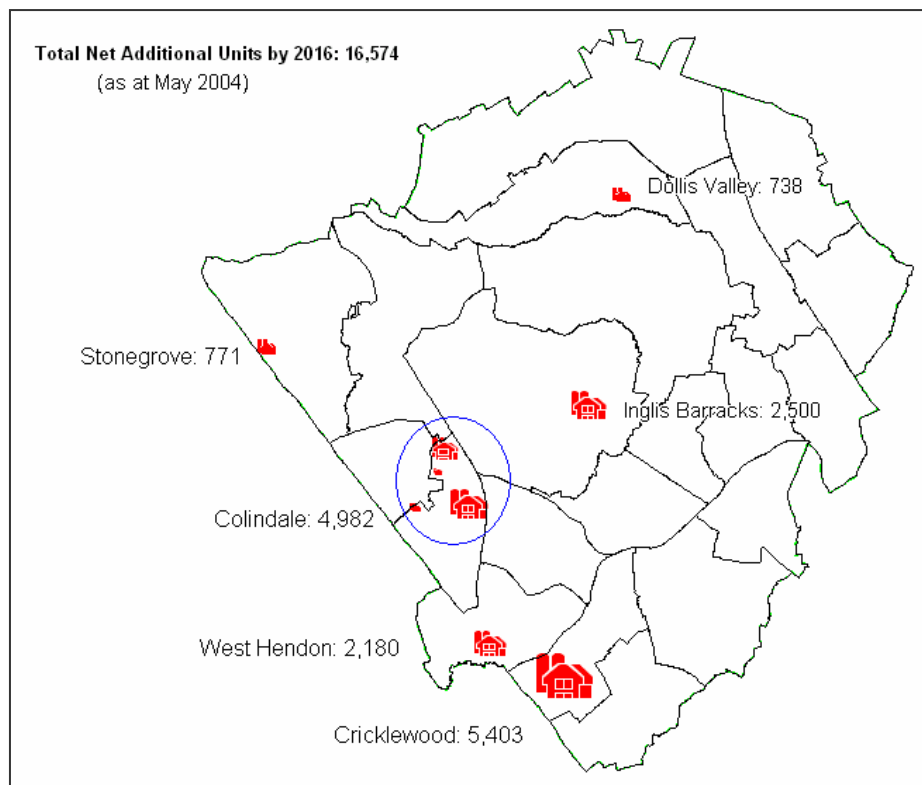 Total Net Additional Units by 2016: 16,574
(as at May 2004)
Dollis Valley: 738
Stonegrove: 771
Inglis Barracks: 2,500
Colindale: 4,982
West Hendon: 2,180
Cricklewood: 5,403